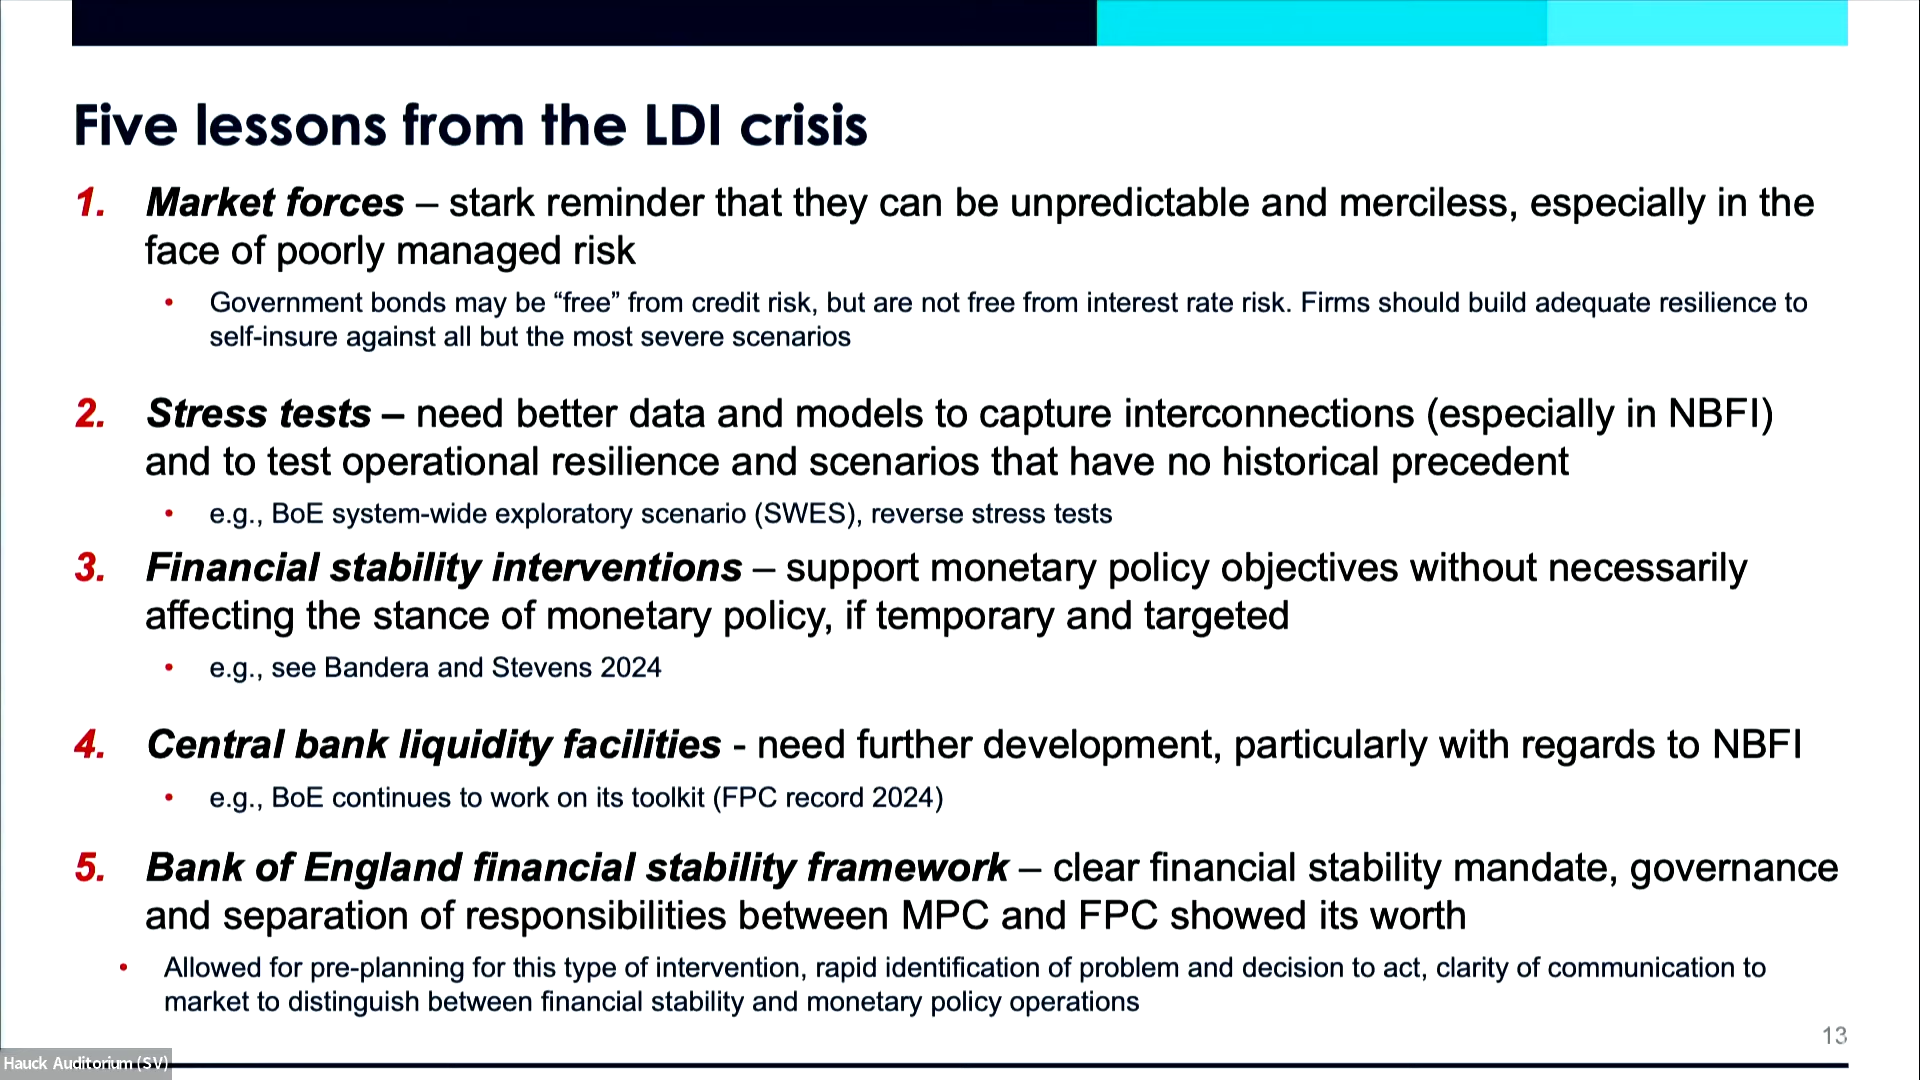 Five lessons from the LDI crisis
1. Market forces – stark reminder that they can be unpredictable and merciless, especially in the
face of poorly managed risk
• Government bonds may be “free” from credit risk, but are not free from interest rate risk. Firms should build adequate resilience to
self-insure against all but the most severe scenarios
2. Stress tests – need better data and models to capture interconnections (especially in NBFI)
and to test operational resilience and scenarios that have no historical precedent
• e.g., BoE system-wide exploratory scenario (SWES), reverse stress tests
3. Financial stability interventions – support monetary policy objectives without necessarily
affecting the stance of monetary policy, if temporary and targeted
• e.g., see Bandera and Stevens 2024
4. Central bank liquidity facilities - need further development, particularly with regards to NBFI
• e.g., BoE continues to work on its toolkit (FPC record 2024)
5. Bank of England financial stability framework – clear financial stability mandate, governance
and separation of responsibilities between MPC and FPC showed its worth
• Allowed for pre-planning for this type of intervention, rapid identification of problem and decision to act, clarity of communication to
market to distinguish between financial stability and monetary policy operations
13
Hauck Auditorium (SV)